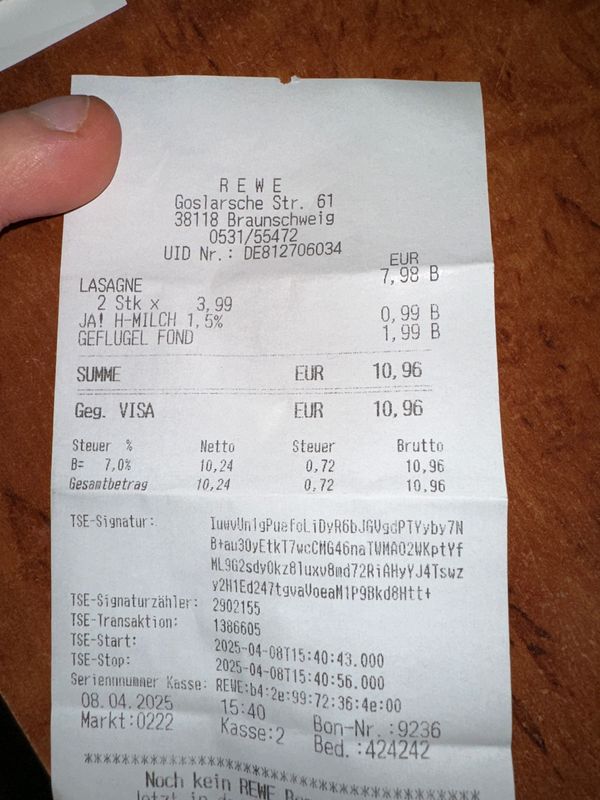 R E W E
Goslarsche Str. 61
38118 Braunschweig
0531/55472
UID Nr.: DE812706034
EUR
LASAGNE 7,98 B
2 Stk x 3,99
JA! H-MILCH 1,5% 0,99 B
GEFLÜGEL FOND 1,99 B
SUMME EUR 10,96
Geg. VISA EUR 10,96
Steuer % Netto Steuer Brutto
B= 7,0% 10,24 0,72 10,96
Gesamtbetrag 10,24 0,72 10,96
TSE-Signatur:
TSE-Signaturzähler: 2902155
TSE-Transaktion: 1386605
TSE-Start: 2025-04-08T15:40:43.000
TSE-Stop: 2025-04-08T15:40:56.000
Seriennnummer Kasse: REWE:b4:2e:99:72:36:4e:00
08.04.2025 15:40 Bon-Nr.:9236
Markt:0222 Kasse:2 Bed.:424242
Noch kein REWE